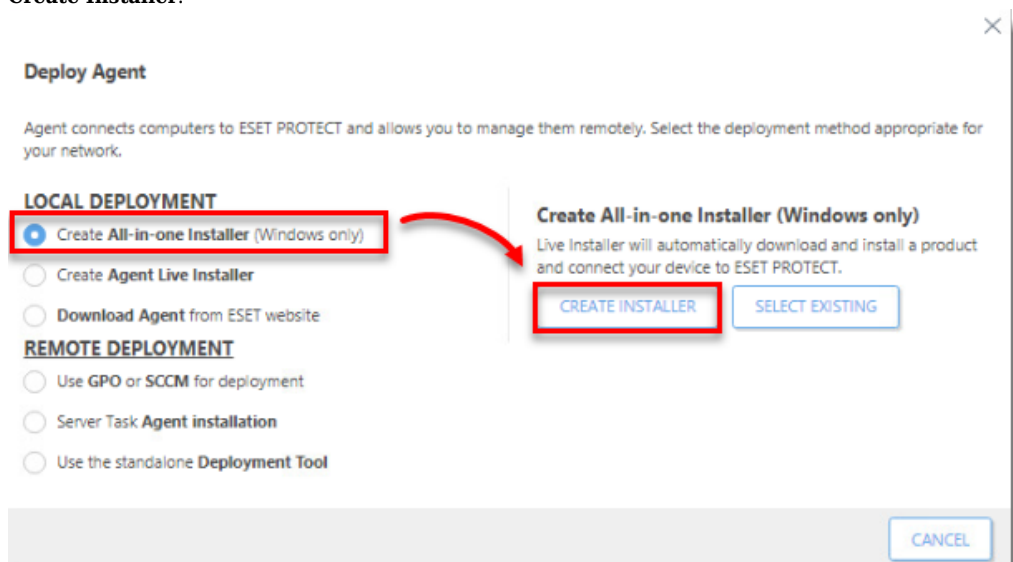 Create Installer.
Deploy Agent
Agent connects computers to ESET PROTECT and allows you to manage them remotely. Select the deployment method appropriate for
your network.
LOCAL DEPLOYMENT
Create All-in-one Installer (Windows only)
Create Agent Live Installer
Download Agent from ESET website
REMOTE DEPLOYMENT
Use GPO or SCCM for deployment
Server Task Agent installation
Use the standalone Deployment Tool
Create All-in-one Installer (Windows only)
Live Installer will automatically download and install a product
and connect your device to ESET PROTECT.
CREATE INSTALLER
SELECT EXISTING
CANCEL